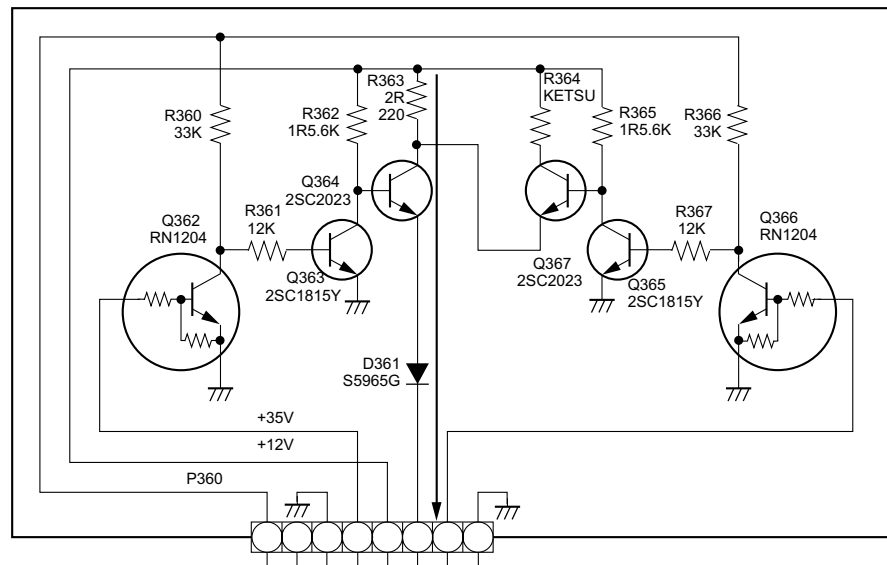 R360
33K
R362
1R5.6K
R363
2R
220
R364
KETSU
R365
1R5.6K
R366
33K
Q364
2SC2023
Q362
RN1204
R361
12K
R367
12K
Q366
RN1204
Q363
2SC1815Y
Q367
2SC2023
Q365
2SC1815Y
D361
S5965G
+35V
+12V
P360